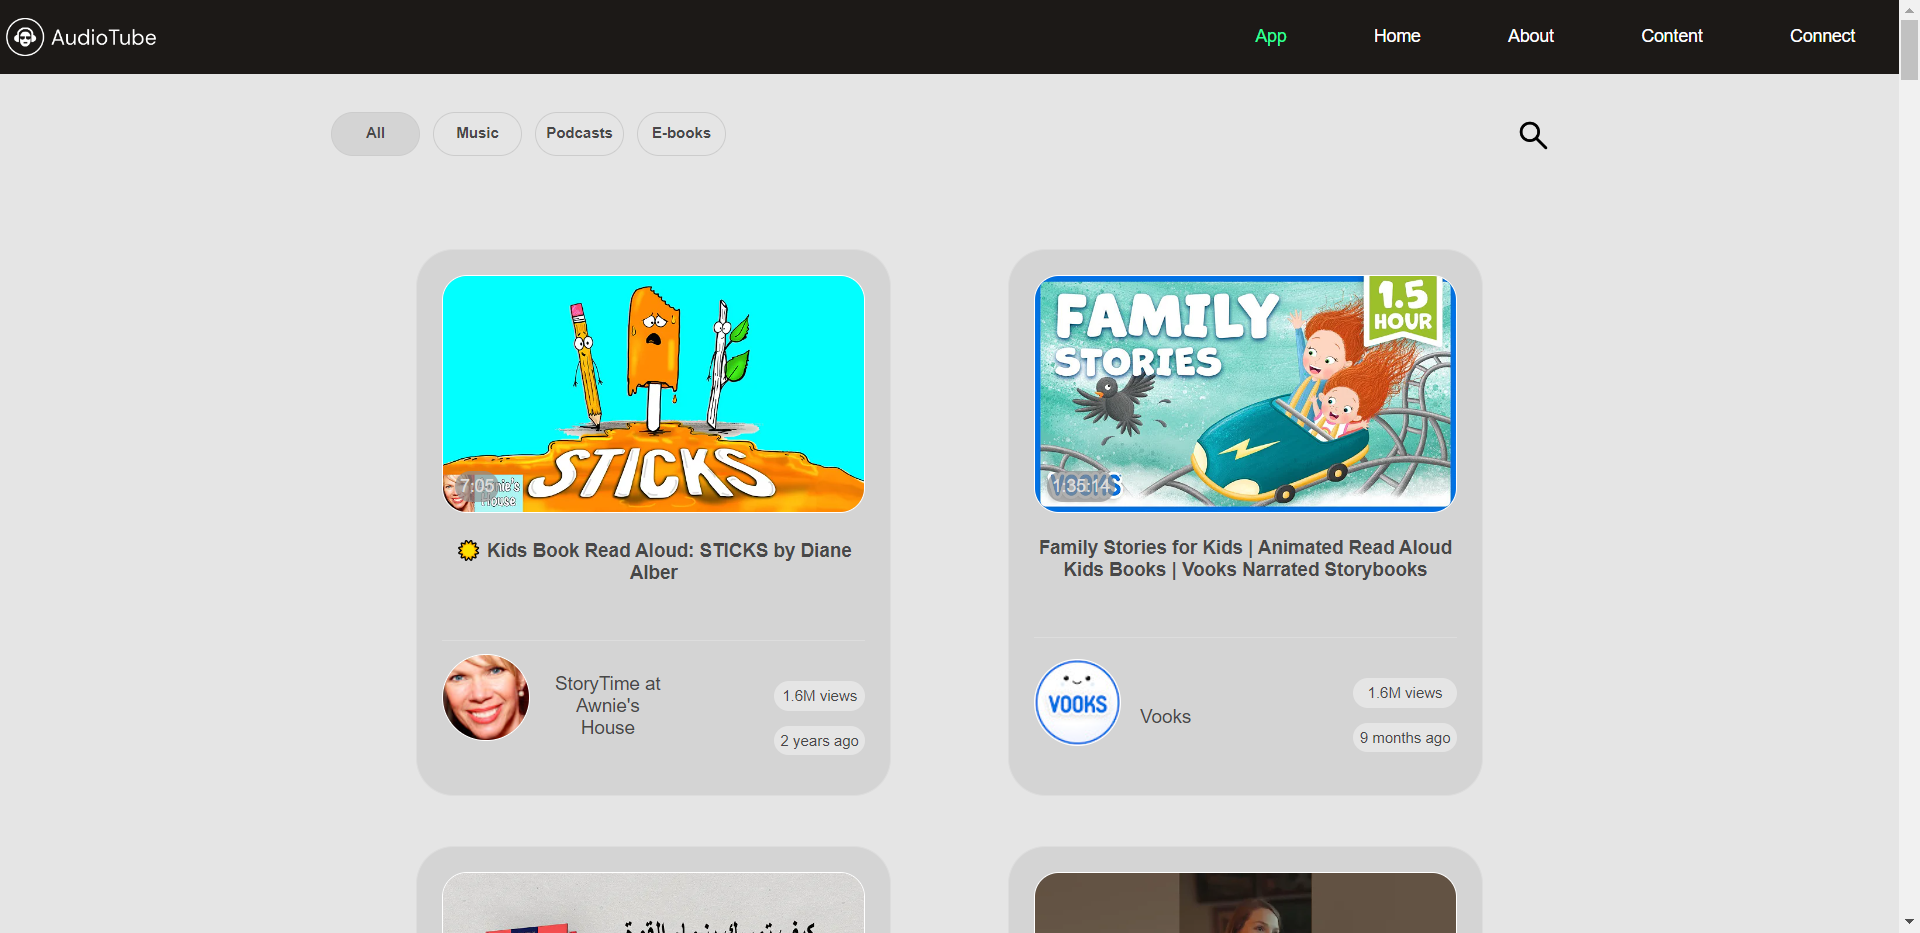 AudioTube
App
Home
About
Content
Connect
All
Music
Podcasts
E-books
STICKS
7:05
nie's
House
Kids Book Read Aloud: STICKS by Diane
Alber
StoryTime at
Awnie's
House
1.6M views
2 years ago
FAMILY
STORIES
1.5
HOUR
VOOKS
1:35:14
Family Stories for Kids | Animated Read Aloud
Kids Books | Vooks Narrated Storybooks
VOOKS
Vooks
1.6M views
9 months ago